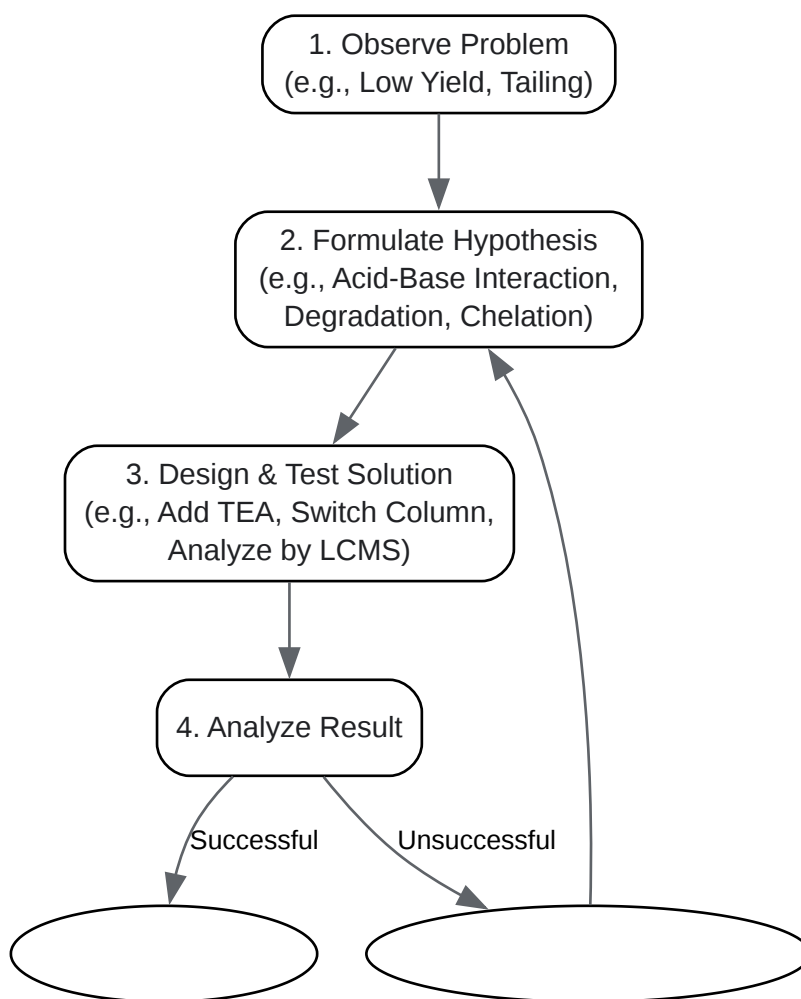 1. Observe Problem
(e.g., Low Yield, Tailing)
2. Formulate Hypothesis
(e.g., Acid-Base Interaction,
Degradation, Chelation)
3. Design & Test Solution
(e.g., Add TEA, Switch Column,
Analyze by LCMS)
4. Analyze Result
Successful
Unsuccessful